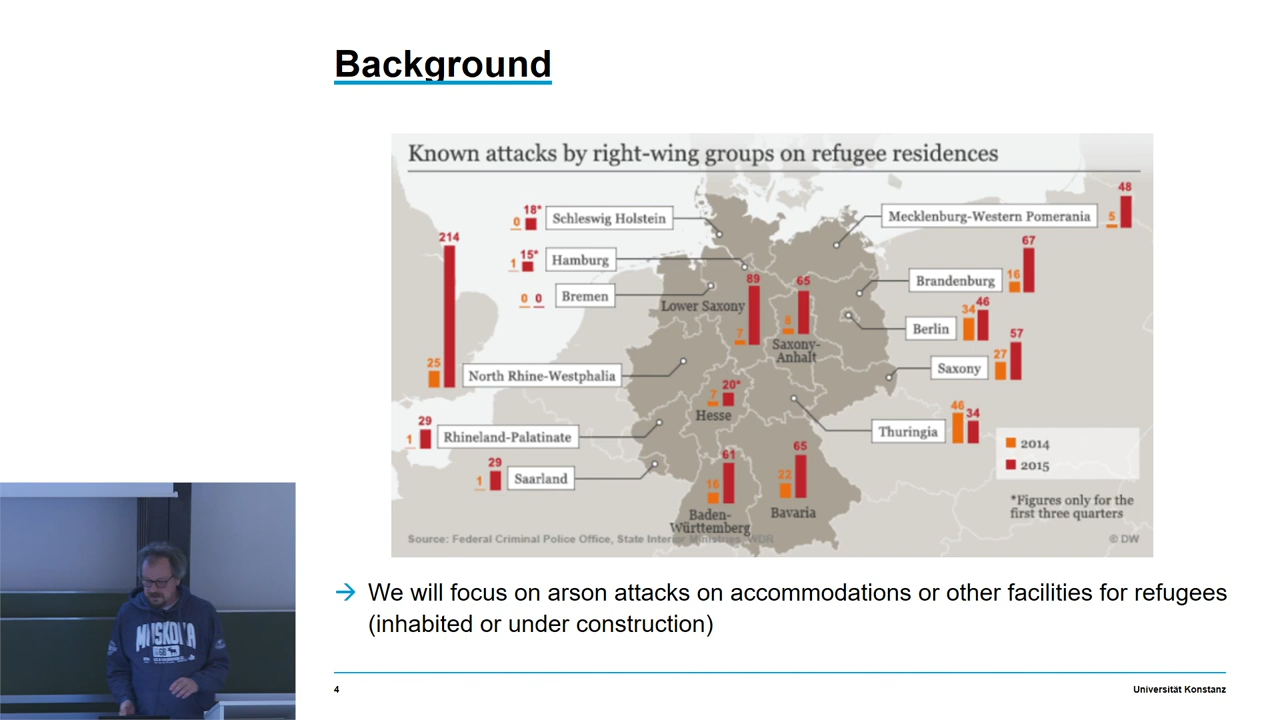 Background
Known attacks by right-wing groups on refugee residences
48
18*
0
Schleswig Holstein
Mecklenburg-Western Pomerania
5
214
15*
1
Hamburg
67
89
65
Brandenburg
16
0 0
Bremen
Lower Saxony
46
34
8
Berlin
7
57
Saxony-
Anhalt
27
Saxony
25
North Rhine-Westphalia
20*
7
Hesse
46
34
29
1
Rhineland-Palatinate
Thuringia
2014
29
1
Saarland
61
65
2015
16
22
*Figures only for the
first three quarters
Baden-
Württemberg
Bavaria
Source: Federal Criminal Police Office, State Interior Ministries, WDR
© DW
→ We will focus on arson attacks on accommodations or other facilities for refugees
(inhabited or under construction)
MUSKOKA
4
Universität Konstanz